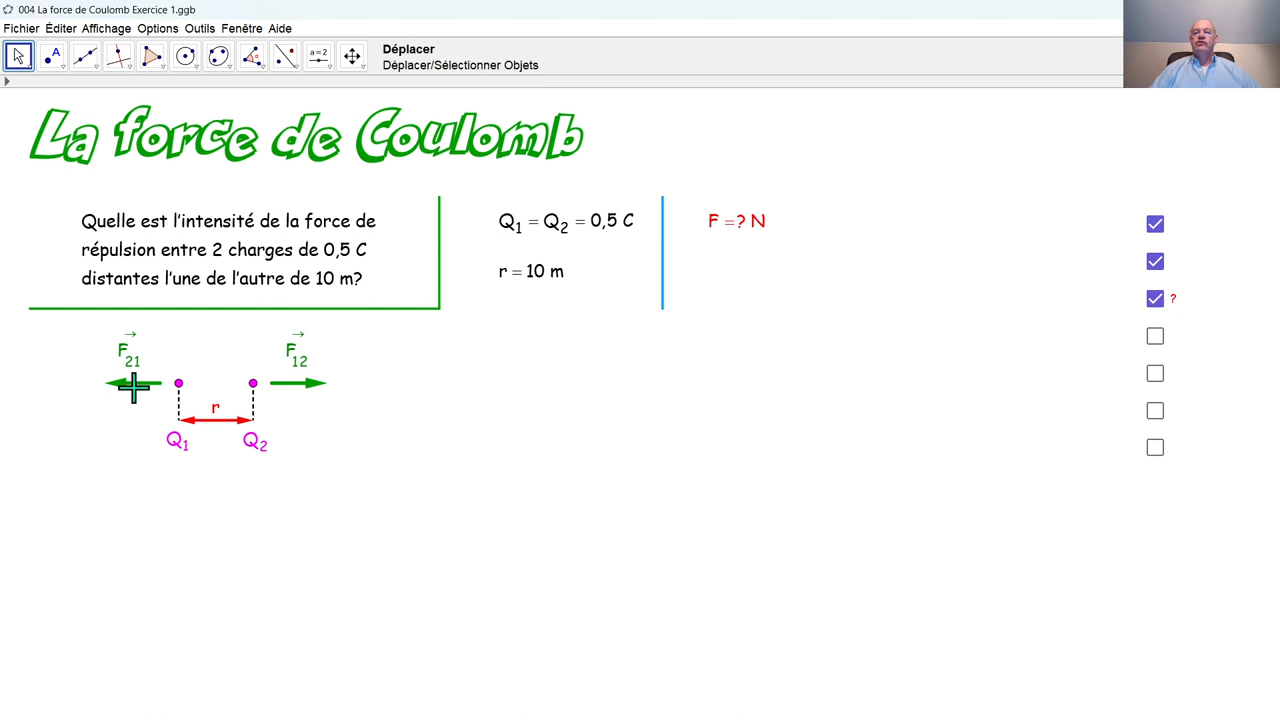 004 La force de Coulomb Exercice 1.ggb
Fichier Éditer Affichage Options Outils Fenêtre Aide
A
a=2
Déplacer
Déplacer/Sélectionner Objets
La force de Coulomb
Quelle est l'intensité de la force de
répulsion entre 2 charges de 0,5 C
distantes l'une de l'autre de 10 m?
Q1 = Q2 = 0,5 C
r = 10 m
F =? N
?
F21
F12
r
Q1
Q2